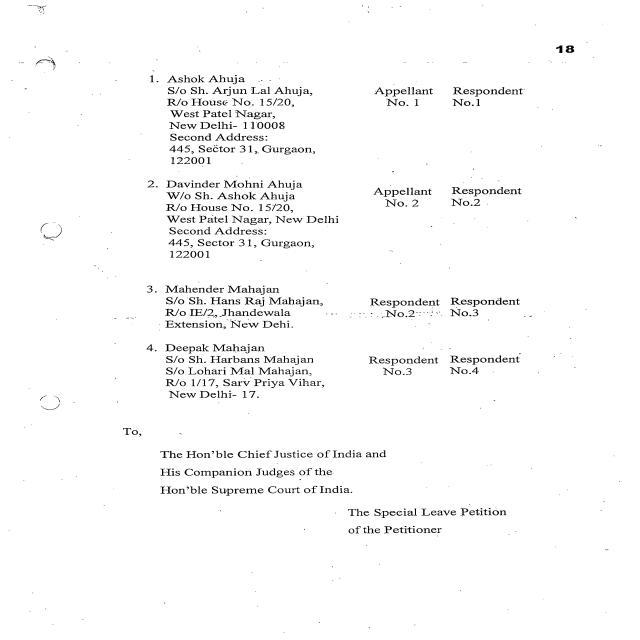 18
1. Ashok Ahuja
S/o Sh. Arjun Lal Ahuja, Appellant Respondent
R/o House No. 15/20, No. 1 No.1
West Patel Nagar,
New Delhi- 110008
Second Address:
445, Sector 31, Gurgaon,
122001
2. Davinder Mohni Ahuja
W/o Sh. Ashok Ahuja Appellant Respondent
R/o House No. 15/20, No. 2 No.2
West Patel Nagar, New Delhi
Second Address:
445, Sector 31, Gurgaon,
122001
3. Mahender Mahajan
S/o Sh. Hans Raj Mahajan, Respondent Respondent
R/o IE/2, Jhandewala No.2 No.3
Extension, New Dehi.
4. Deepak Mahajan
S/o Sh. Harbans Mahajan Respondent Respondent
S/o Lohari Mal Mahajan, No.3 No.4
R/o 1/17, Sarv Priya Vihar,
New Delhi- 17.
To,
The Hon'ble Chief Justice of India and
His Companion Judges of the
Hon'ble Supreme Court of India.
The Special Leave Petition
of the Petitioner